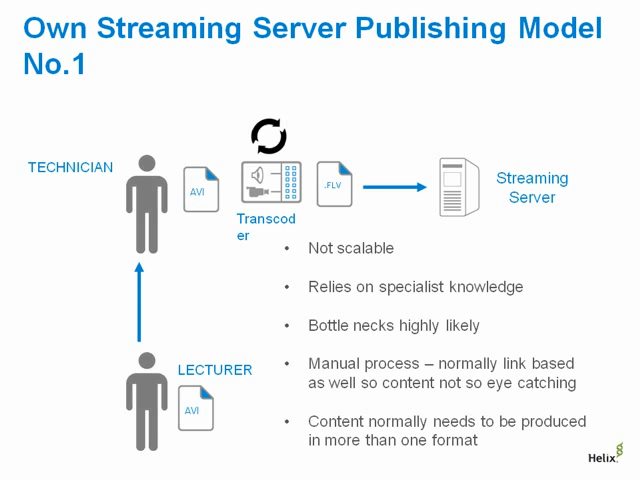 Own Streaming Server Publishing Model
No.1
TECHNICIAN
AVI
.FLV
Streaming
Server
Transcod
er
• Not scalable
• Relies on specialist knowledge
• Bottle necks highly likely
LECTURER
AVI
• Manual process – normally link based
as well so content not so eye catching
• Content normally needs to be produced
in more than one format
Helix